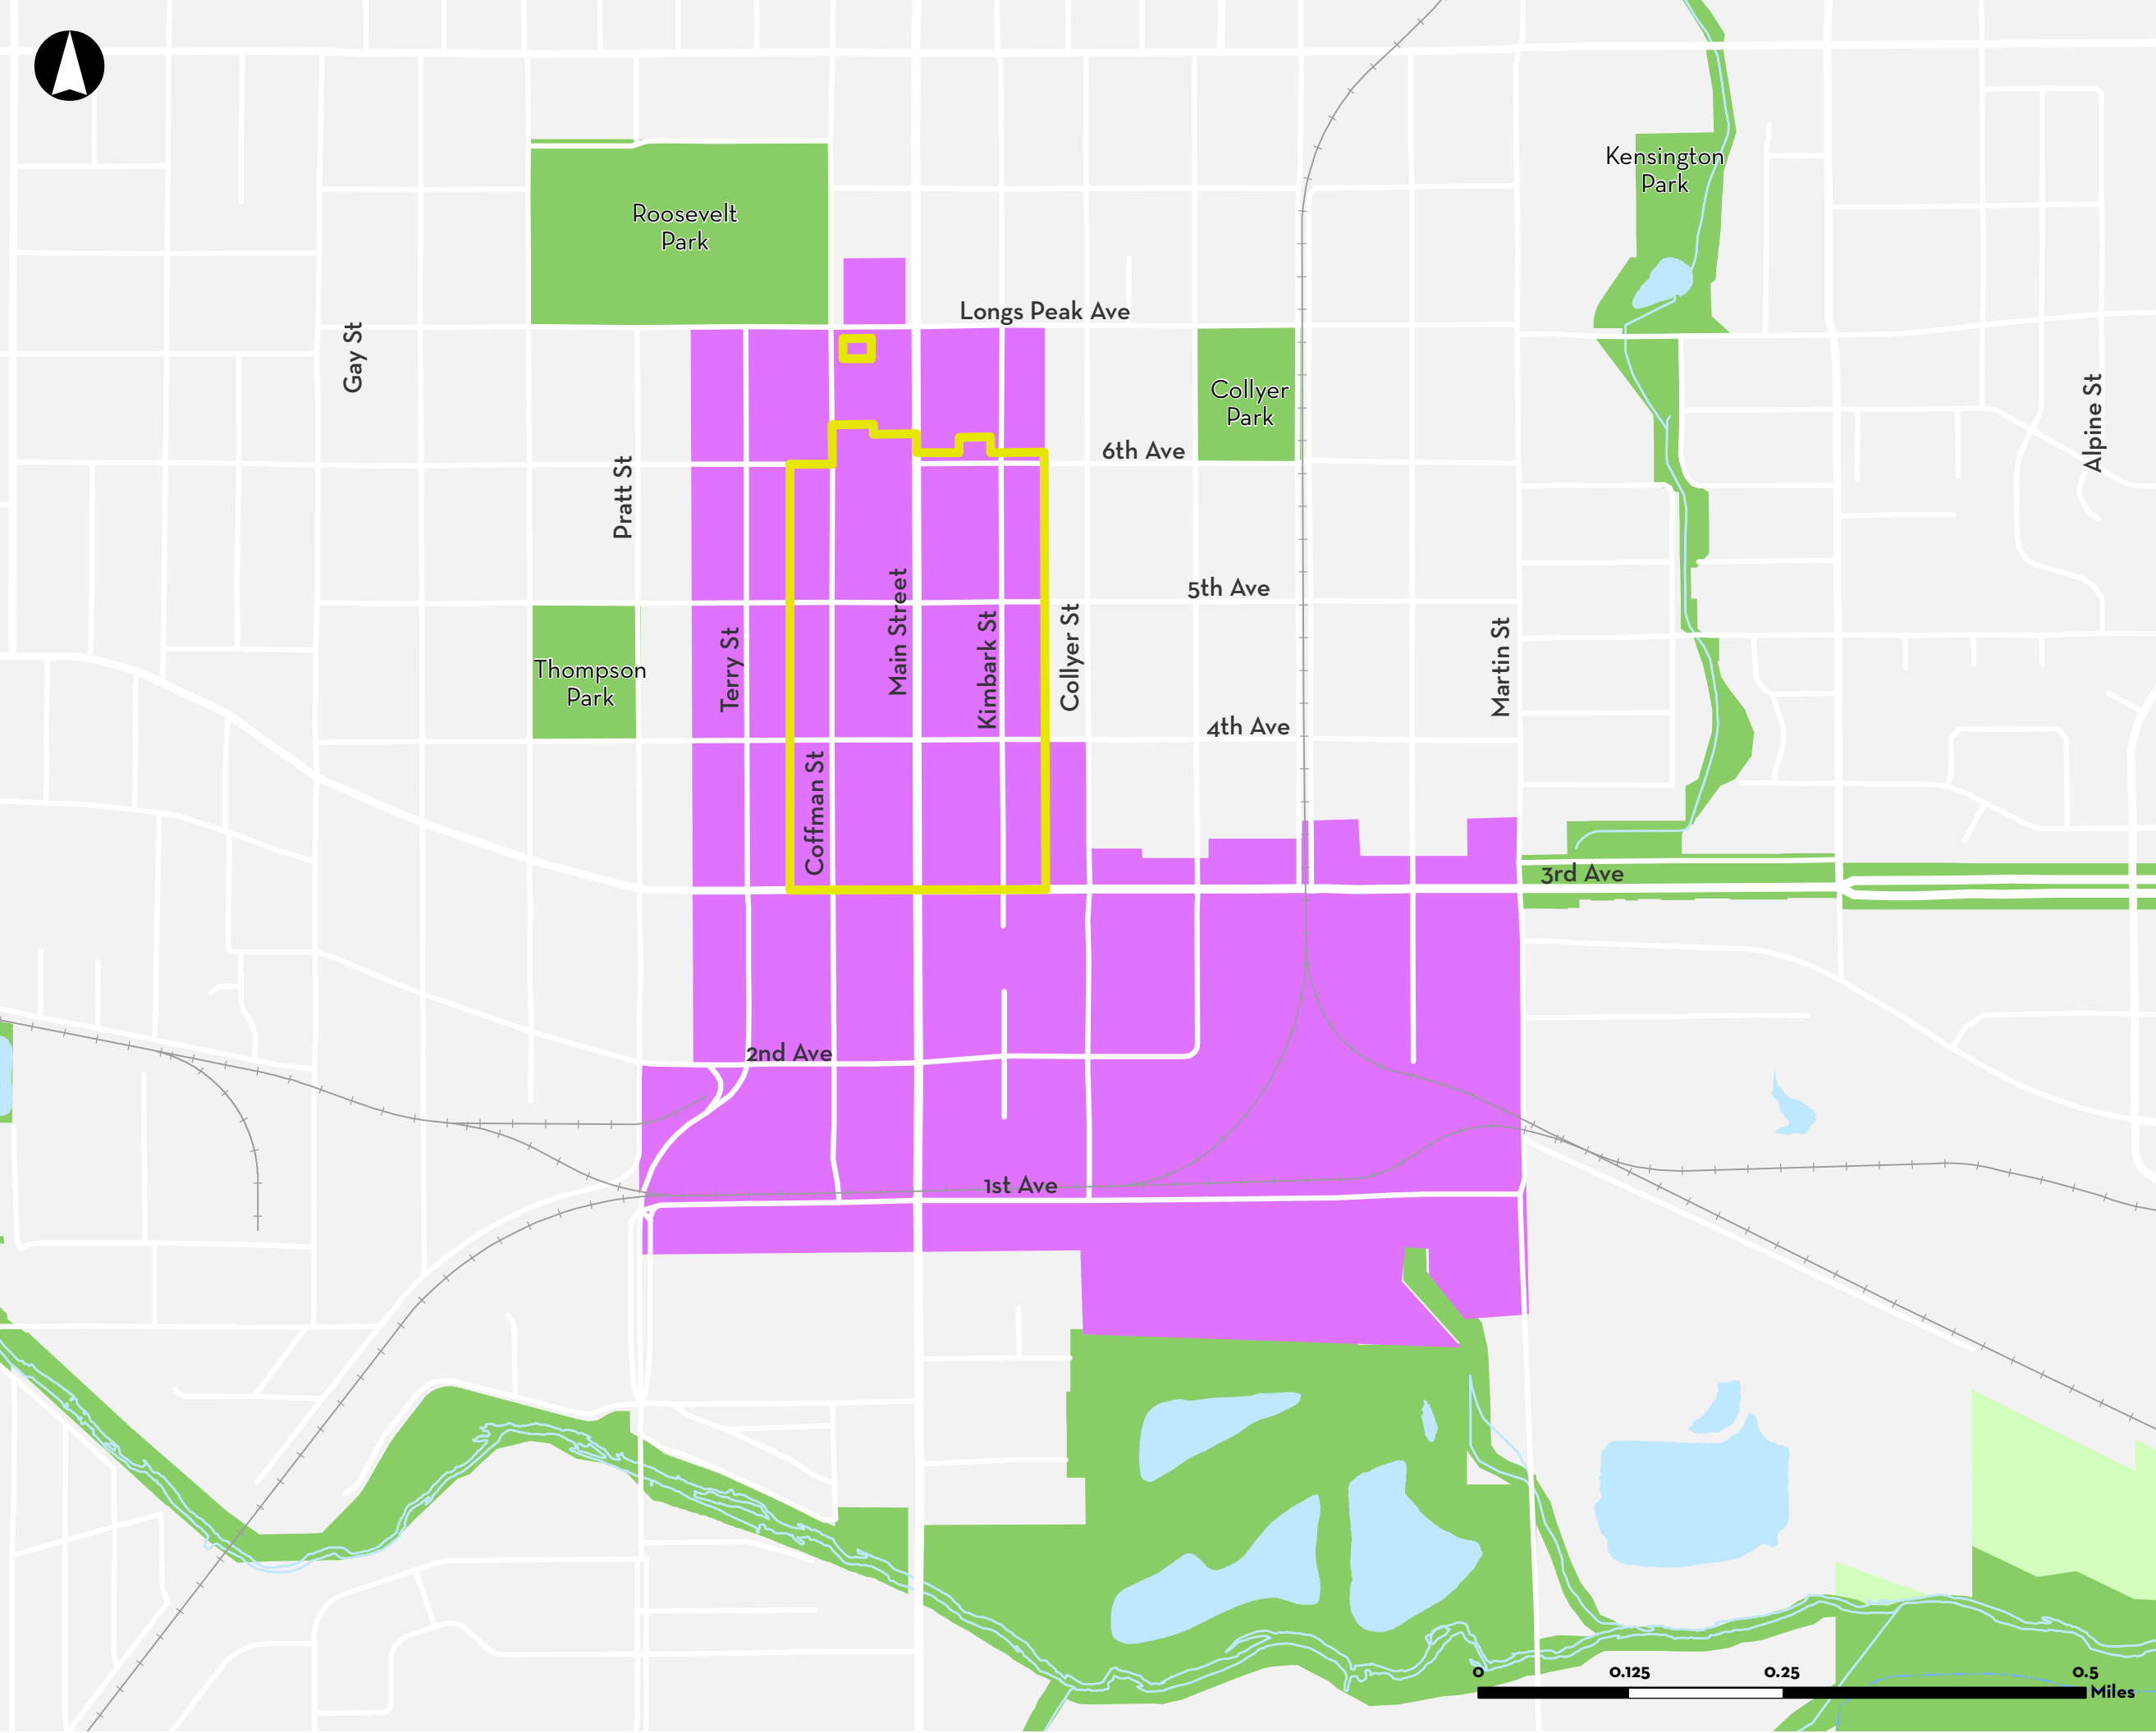 Kensington
Park
Roosevelt
Park
Longs Peak Ave
Gay St
Collyer
Park
Alpine St
6th Ave
Pratt St
5th Ave
Main Street
Kimbark St
Collyer St
Terry St
Martin St
Thompson
Park
4th Ave
Coffman St
3rd Ave
2nd Ave
1st Ave
0 0.125 0.25 0.5
Miles